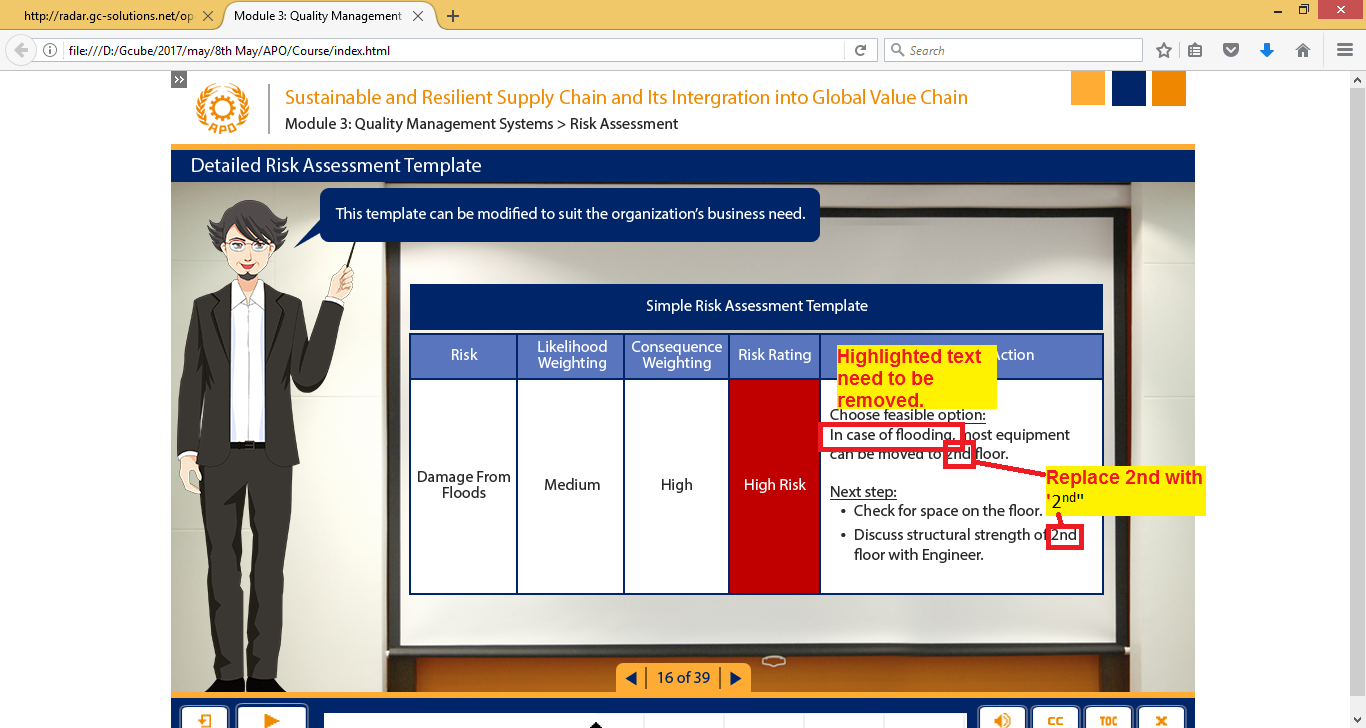 http://radar.gc-solutions.net/op
Module 3: Quality Management
file:///D:/Gcube/2017/may/8th May/APO/Course/index.html
Search
APO
Sustainable and Resilient Supply Chain and Its Intergration into Global Value Chain
Module 3: Quality Management Systems > Risk Assessment
Detailed Risk Assessment Template
This template can be modified to suit the organization's business need.
Simple Risk Assessment Template
Risk
Likelihood
Weighting
Consequence
Weighting
Risk Rating
Action
Highlighted text
need to be
removed.
Damage From
Floods
Medium
High
High Risk
Choose feasible option:
In case of flooding, most equipment
can be moved to 2nd floor.
Next step:
• Check for space on the floor.
• Discuss structural strength of 2nd
floor with Engineer.
Replace 2nd with
'2nd"
16 of 39
CC
TOC